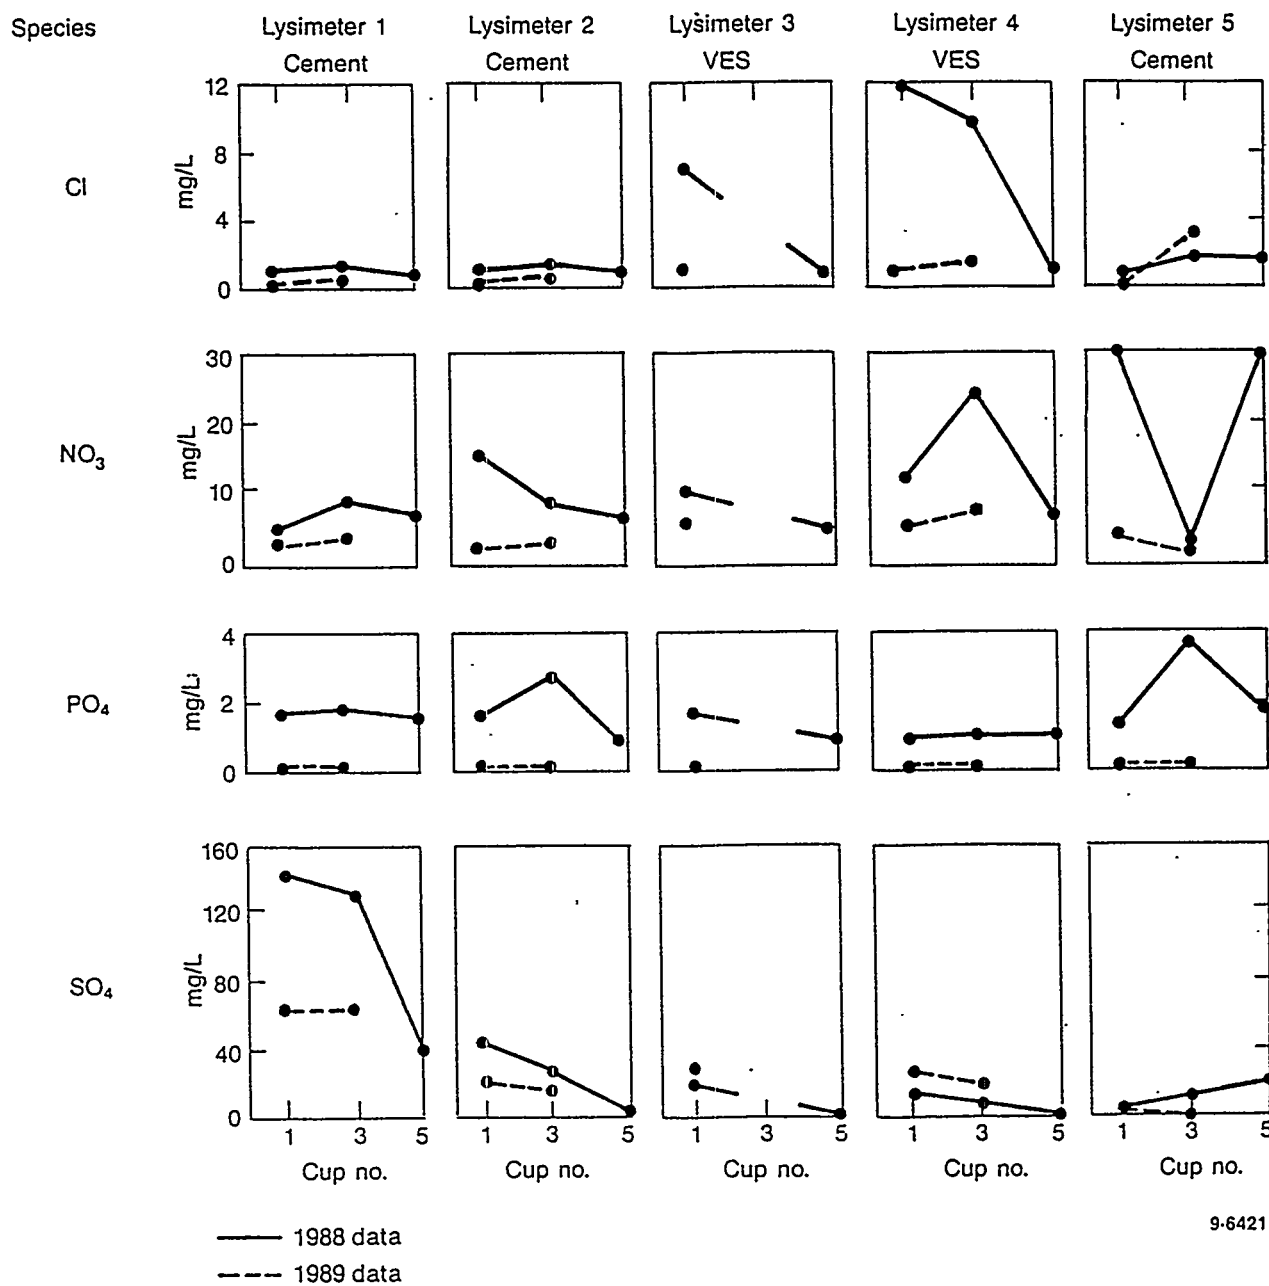 Species Lysimeter 1 Lysimeter 2 Lysimeter 3 Lysimeter 4 Lysimeter 5
Cement Cement VES VES Cement
12
8
4
0
mg/L
Cl
30
20
10
0
mg/L
NO₃
4
2
0
mg/L
PO₄
160
120
80
40
0
mg/L
SO₄
1 3 5 1 3 5 1 3 5 1 3 5 1 3 5
Cup no. Cup no. Cup no. Cup no. Cup no.
1988 data
1989 data
9-6421